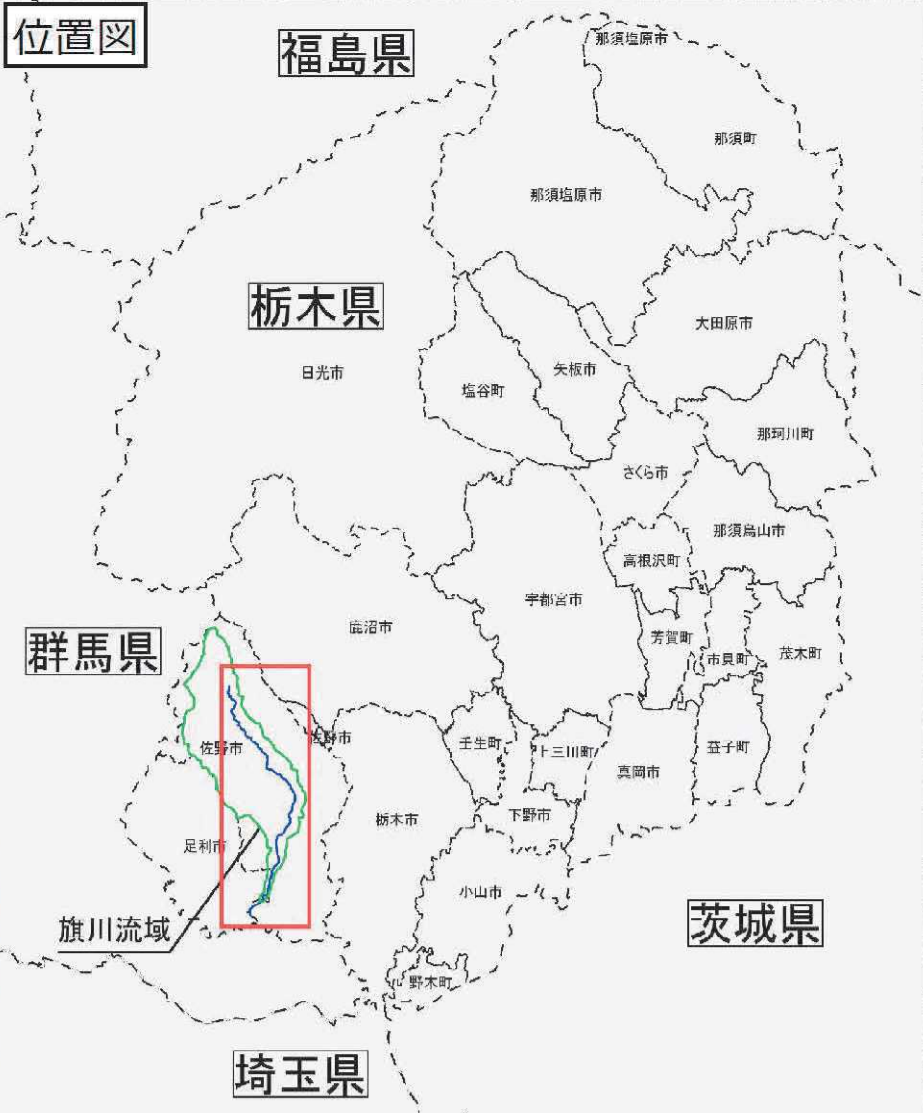 位置図
福島県
那須塩原市
那須町
那須塩原市
栃木県
大田原市
日光市
矢板市
塩谷町
那珂川町
さくら市
那須烏山市
高根沢町
宇都宮市
鹿沼市
芳賀町
市貝町
茂木町
群馬県
佐野市
佐野市
壬生町
上三川町
益子町
真岡市
下野市
栃木市
足利市
小山市
旗川流域
茨城県
野木町
埼玉県